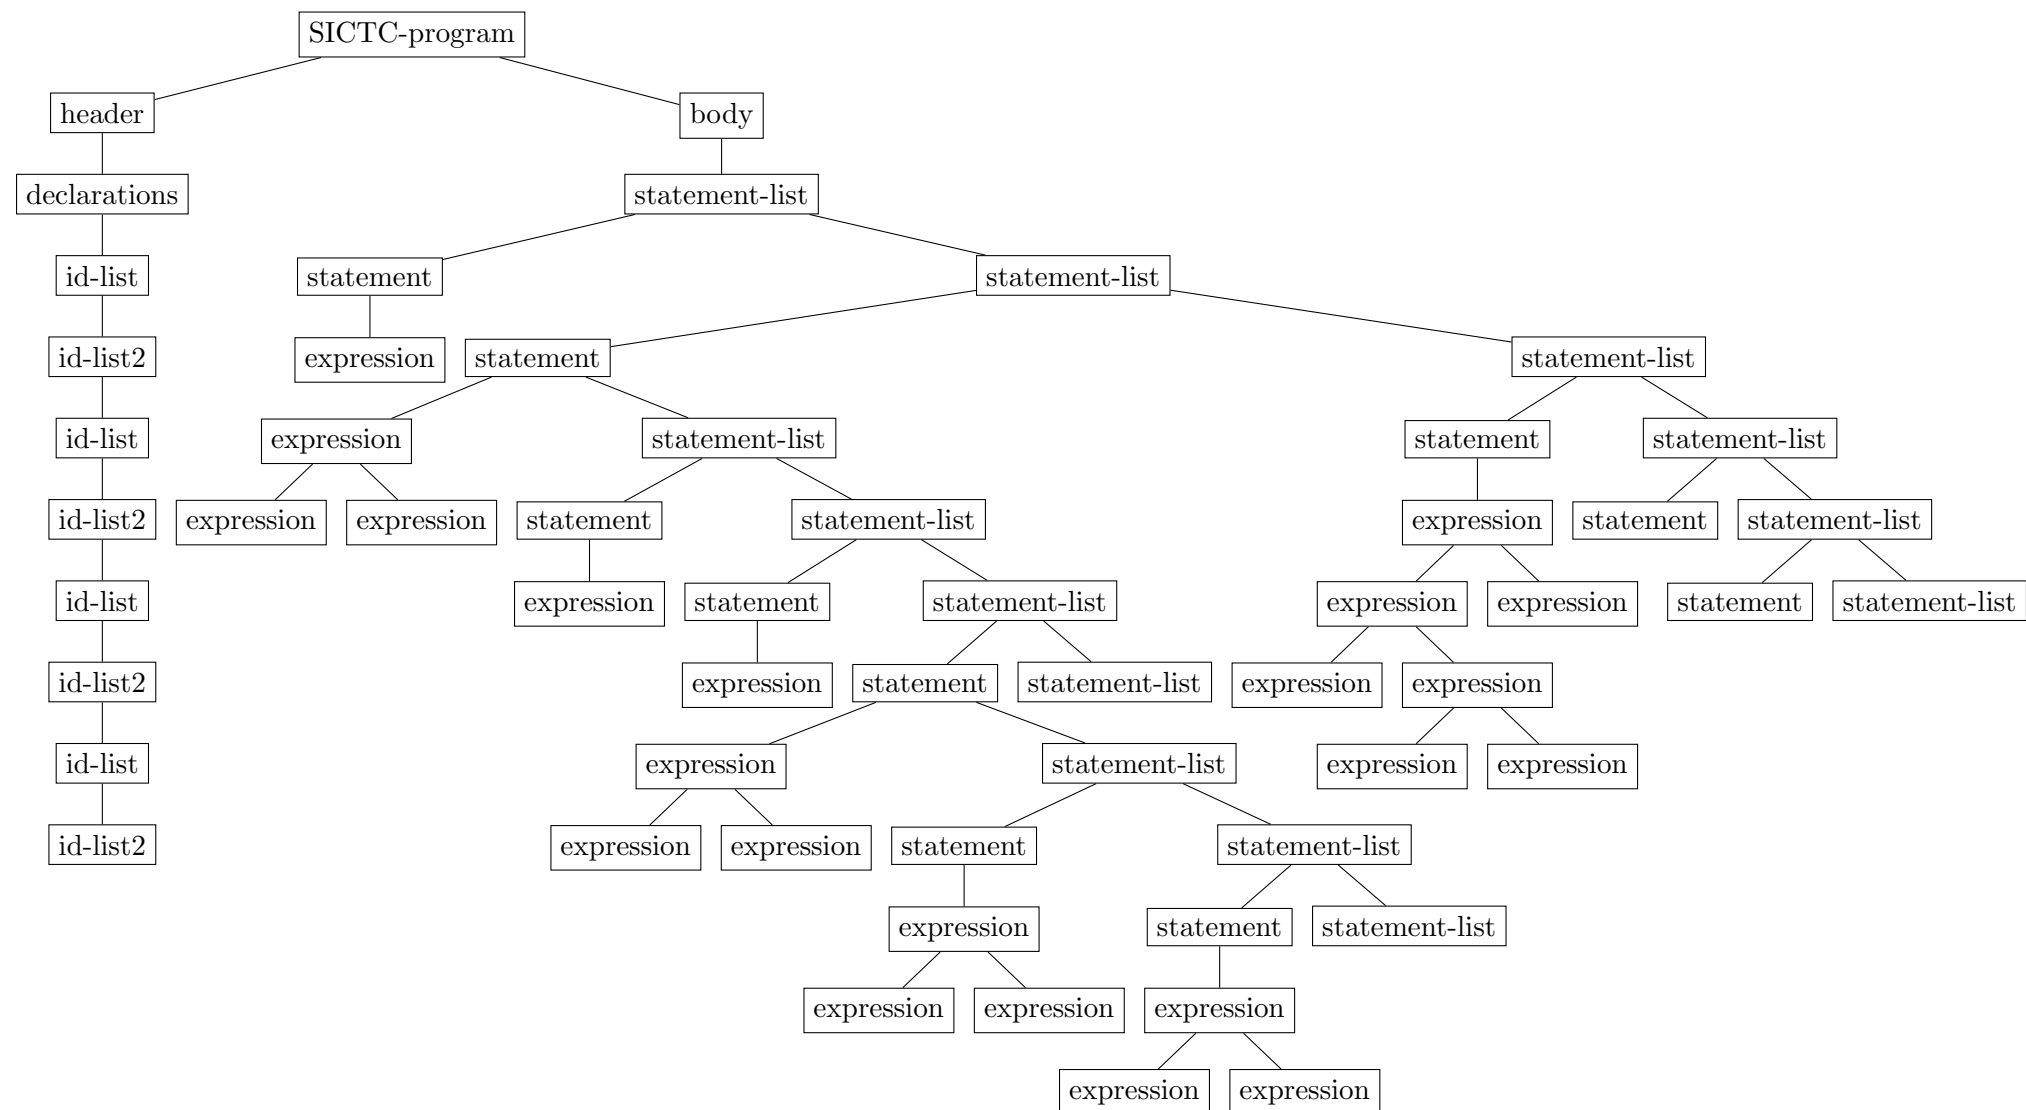 SICTC-program
header body
declarations statement-list
id-list statement statement-list
id-list2 expression statement statement-list
id-list expression statement-list statement statement-list
id-list2 expression expression statement statement-list expression statement statement-list
id-list expression statement statement-list expression expression statement statement-list
id-list2 expression statement statement-list expression expression
id-list expression statement-list expression expression
id-list2 expression expression statement statement-list
expression statement statement-list
expression expression expression
expression expression